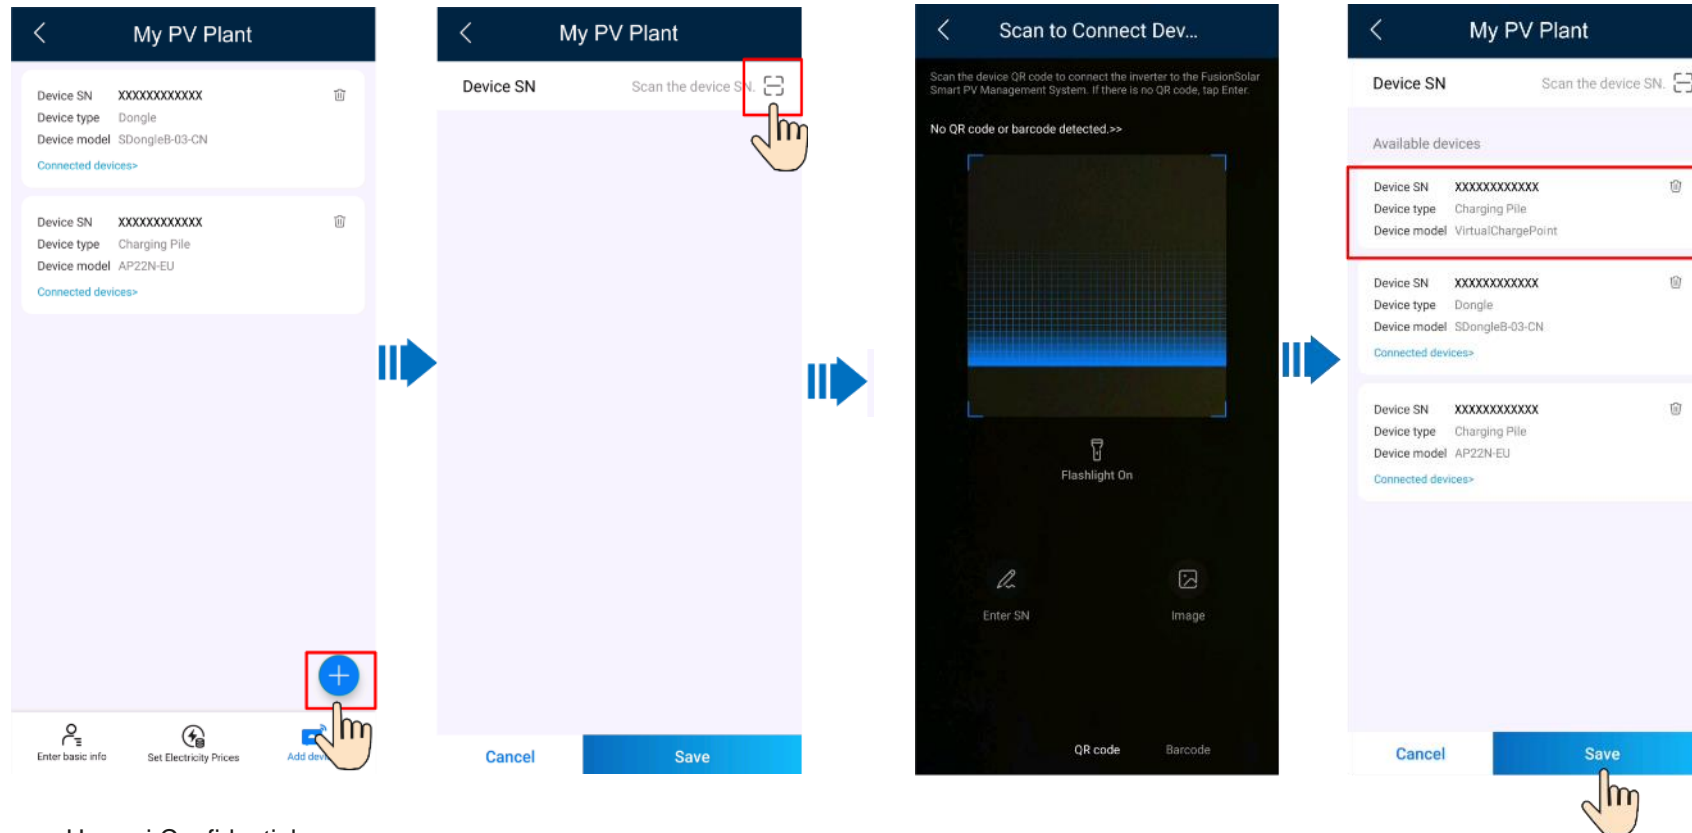 My PV Plant
Device SN XXXXXXXXXXXX
Device type Dongle
Device model SDongleB-03-CN
Connected devices>
Device SN XXXXXXXXXXXX
Device type Charging Pile
Device model AP22N-EU
Connected devices>
Enter basic info
Set Electricity Prices
Add dev
My PV Plant
Device SN Scan the device SN.
Cancel
Save
Scan to Connect Dev...
Scan the device QR code to connect the inverter to the FusionSolar
Smart PV Management System. If there is no QR code, tap Enter.
No QR code or barcode detected.>>
Flashlight On
Enter SN
Image
QR code
Barcode
My PV Plant
Device SN Scan the device SN.
Available devices
Device SN XXXXXXXXXXXX
Device type Charging Pile
Device model VirtualChargePoint
Device SN XXXXXXXXXXXX
Device type Dongle
Device model SDongleB-03-CN
Connected devices>
Device SN XXXXXXXXXXXX
Device type Charging Pile
Device model AP22N-EU
Connected devices>
Cancel
Save